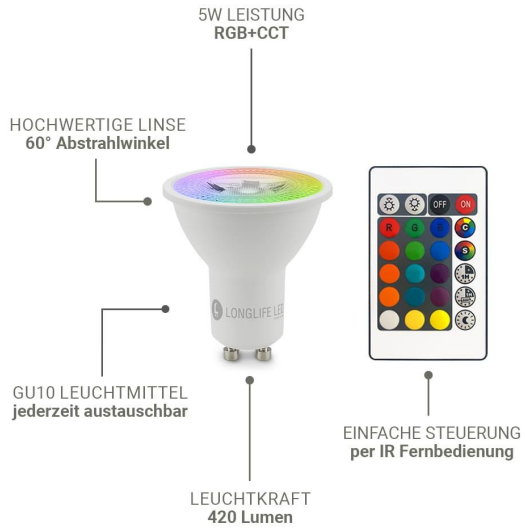 5W LEISTUNG
RGB+CCT
HOCHWERTIGE LINSE
60° Abstrahlwinkel
OFF
ON
R
G
B
C
S
LONGLIFE LED
GU10 LEUCHTMITTEL
jederzeit austauschbar
EINFACHE STEUERUNG
per IR Fernbedienung
LEUCHTKRAFT
420 Lumen